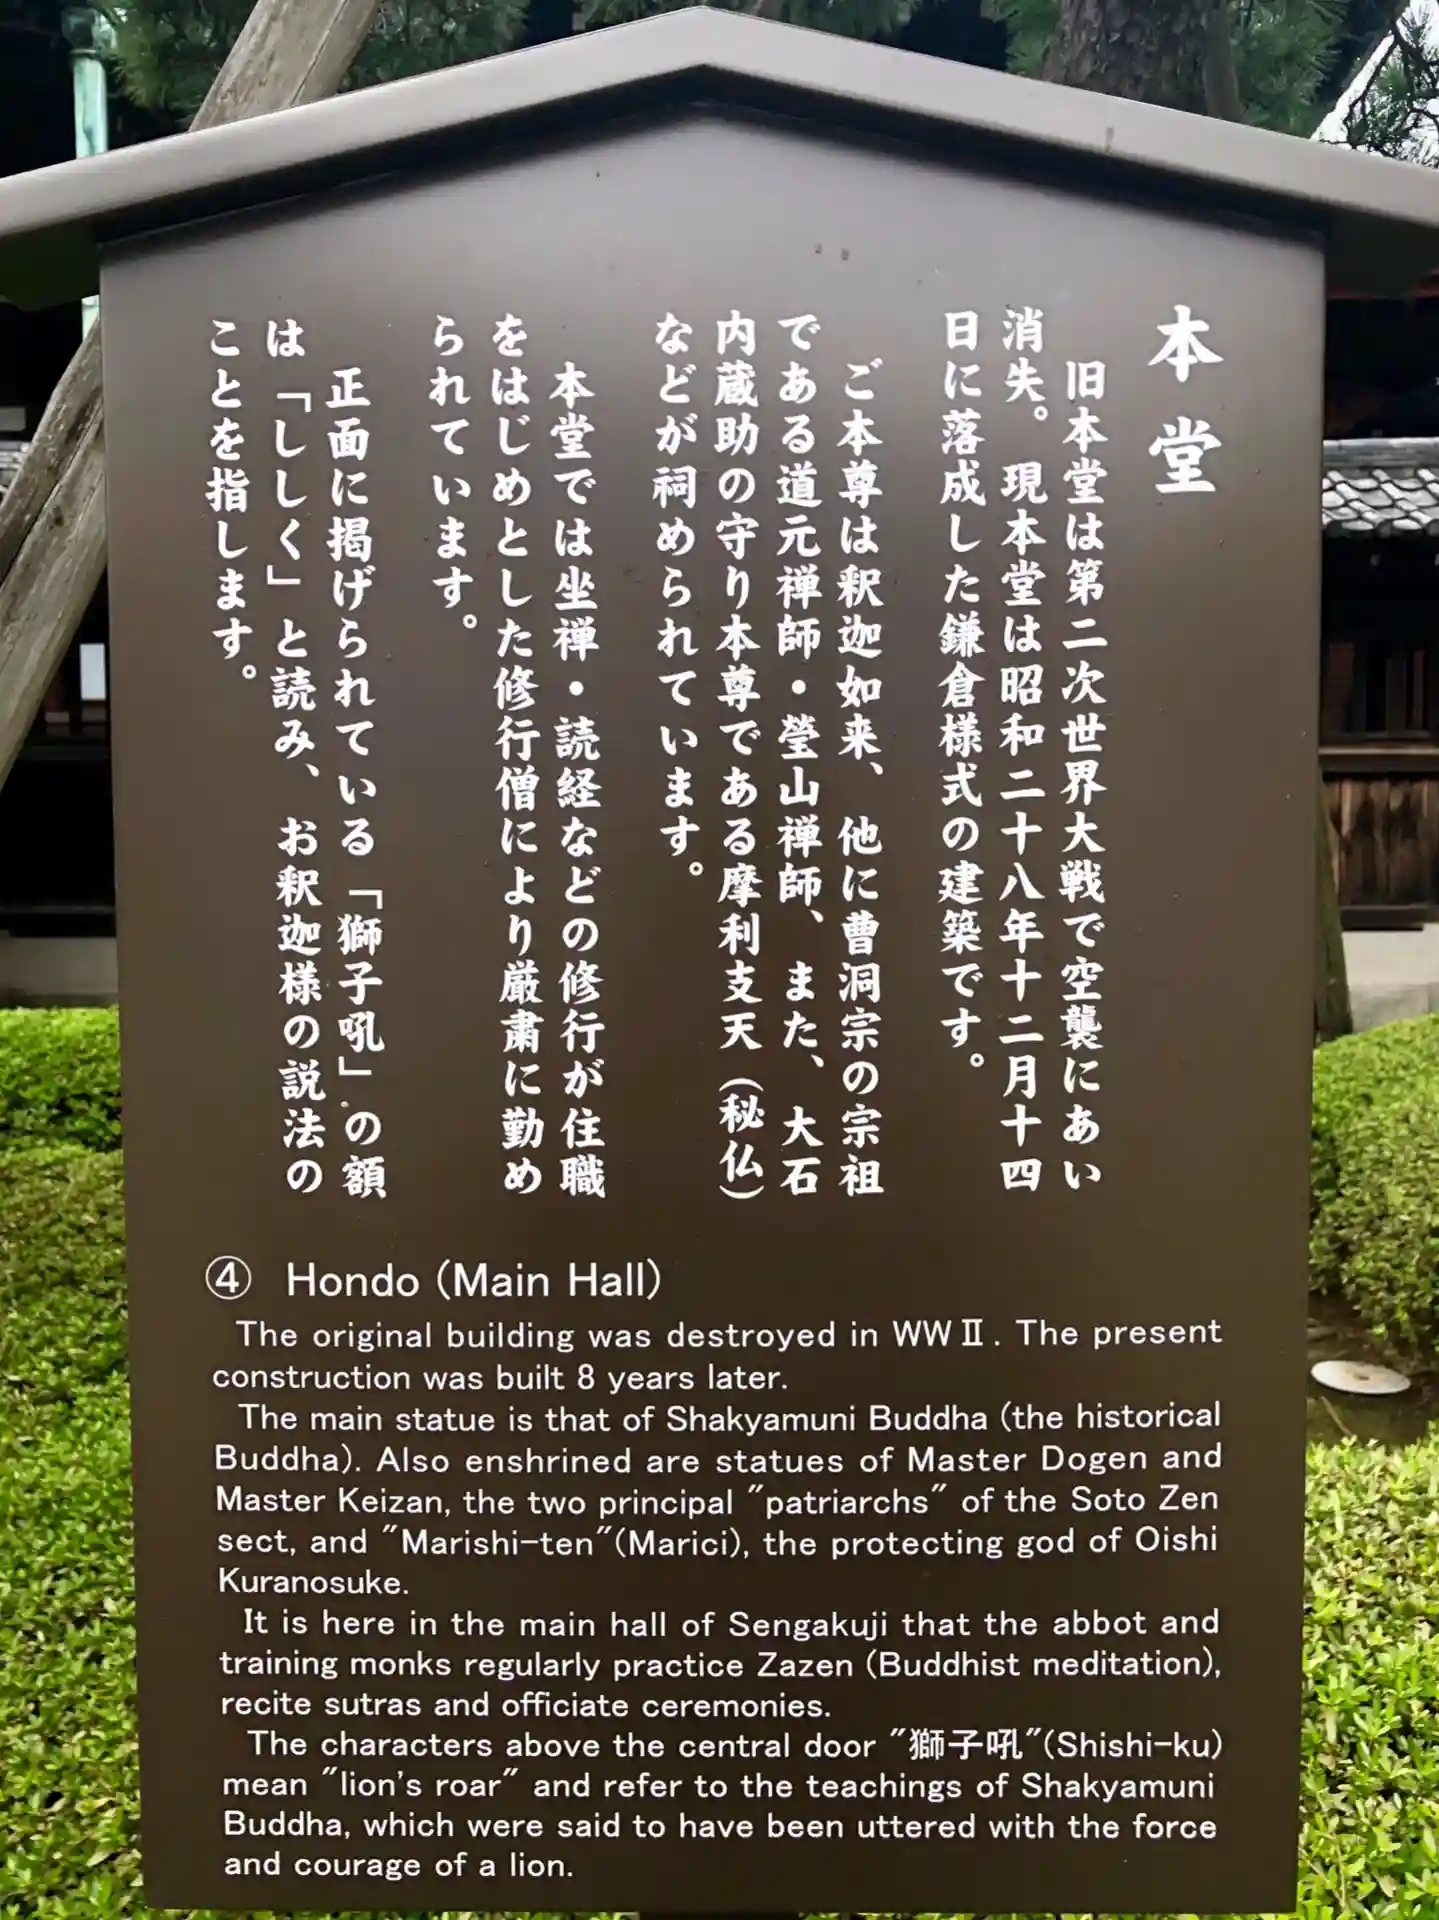 本堂
旧本堂は第二次世界大戦で空襲にあい
消失。現本堂は昭和二十八年十二月十四
日に落成した鎌倉様式の建築です。
ご本尊は釈迦如来、他に曹洞宗の宗祖
である道元禅師・瑩山禅師、また、大石
内蔵助の守り本尊である摩利支天(秘仏)
などが祠められています。
本堂では坐禅・読経などの修行が住職
をはじめとした修行僧により厳粛に勤め
られています。
正面に掲げられている「獅子吼」の額
は「ししく」と読み、お釈迦様の説法の
ことを指します。
④ Hondo (Main Hall)
The original building was destroyed in WWⅡ. The present
construction was built 8 years later.
The main statue is that of Shakyamuni Buddha (the historical
Buddha). Also enshrined are statues of Master Dogen and
Master Keizan, the two principal "patriarchs" of the Soto Zen
sect, and "Marishi-ten"(Marici), the protecting god of Oishi
Kuranosuke.
It is here in the main hall of Sengakuji that the abbot and
training monks regularly practice Zazen (Buddhist meditation),
recite sutras and officiate ceremonies.
The characters above the central door "獅子吼"(Shishi-ku)
mean "lion's roar" and refer to the teachings of Shakyamuni
Buddha, which were said to have been uttered with the force
and courage of a lion.